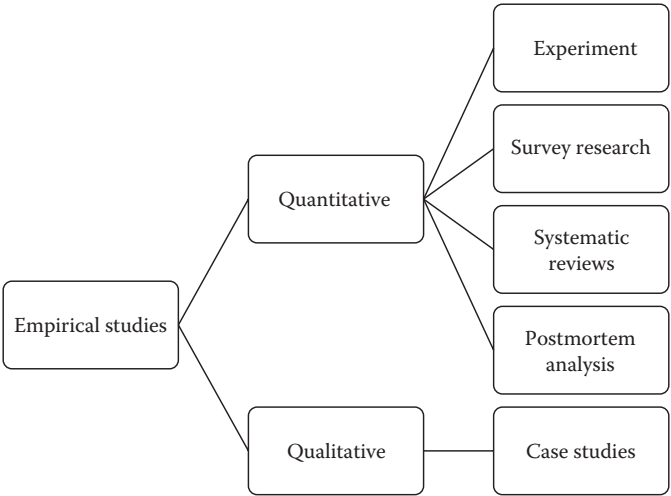 Experiment
Survey research
Quantitative
Systematic
reviews
Empirical studies
Postmortem
analysis
Qualitative
Case studies